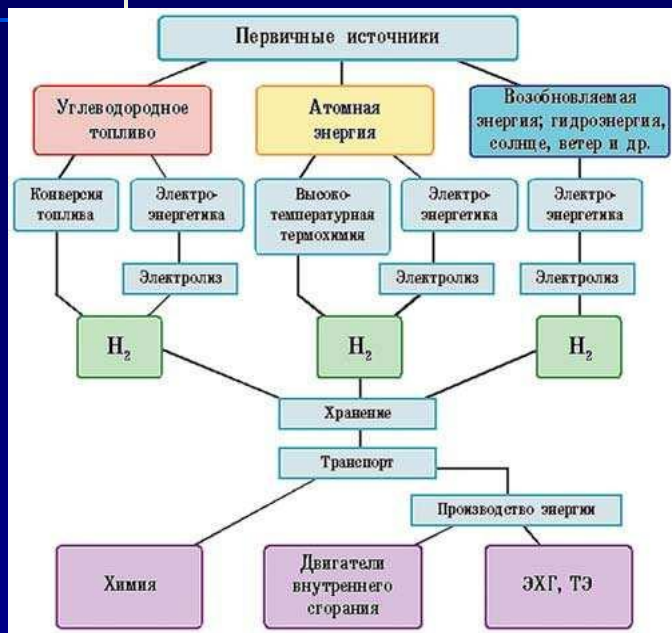 Первичные источники
Углеводородное
топливо
Атомная
энергия
Возобновляемая
энергия; гидроэнергия,
солнце, ветер и др.
Конверсия
топлива
Электро-
энергетика
Высоко-
температурная
термохимия
Электро-
энергетика
Электро-
энергетика
Электролиз
Электролиз
Электролиз
H₂
H₂
H₂
Хранение
Транспорт
Производство энергии
Химия
Двигатели
внутреннего
сгорания
ЭХГ, ТЭ